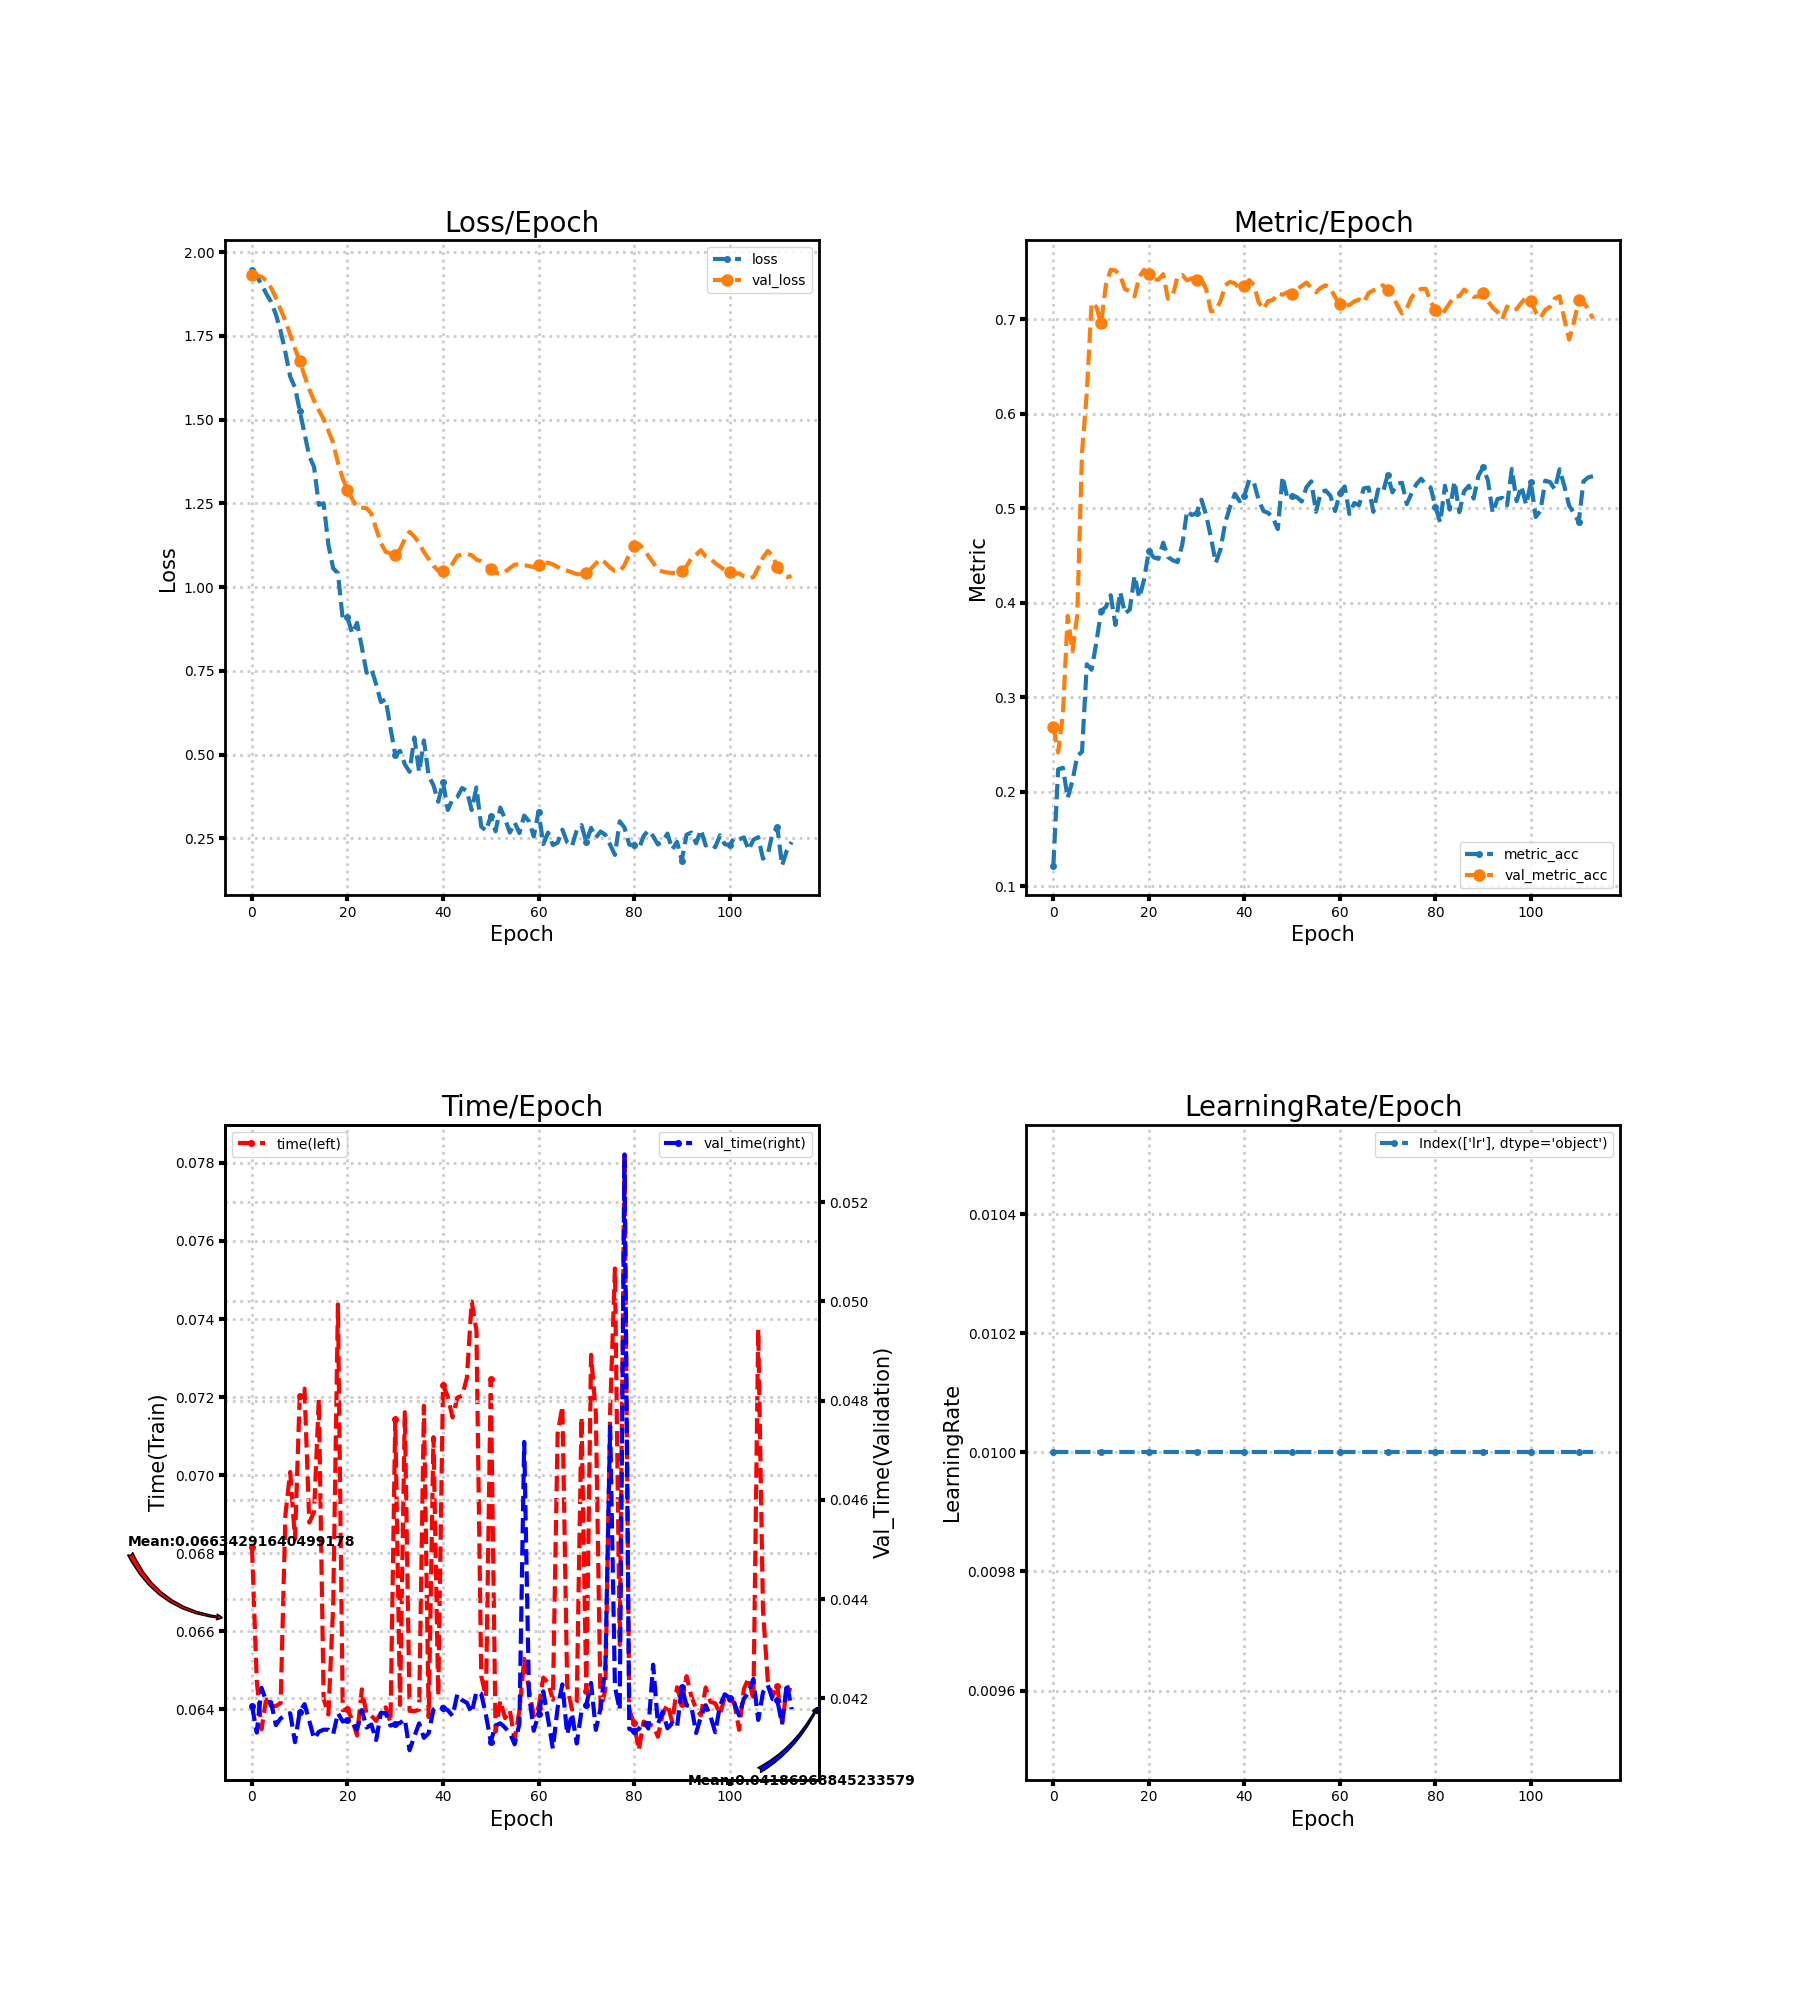 Loss/Epoch
2.00
1.75
1.50
1.25
1.00
0.75
0.50
0.25
Loss
loss
val_loss
0 20 40 60 80 100
Epoch
Metric/Epoch
0.7
0.6
0.5
0.4
0.3
0.2
0.1
Metric
metric_acc
val_metric_acc
0 20 40 60 80 100
Epoch
Time/Epoch
time(left)
val_time(right)
0.078
0.076
0.074
0.072
0.070
0.068
0.066
0.064
Time(Train)
Mean:0.06634291640499178
0.052
0.050
0.048
0.046
0.044
0.042
Val_Time(Validation)
Mean:0.04186968845233579
0 20 40 60 80 100
Epoch
LearningRate/Epoch
Index(['lr'], dtype='object')
0.0104
0.0102
0.0100
0.0098
0.0096
LearningRate
0 20 40 60 80 100
Epoch